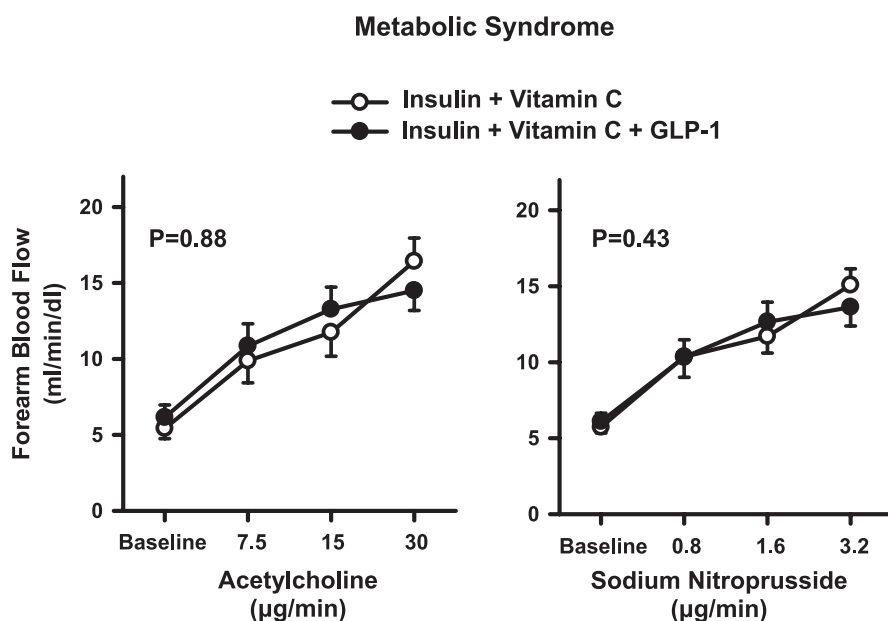 Metabolic Syndrome
Insulin + Vitamin C
Insulin + Vitamin C + GLP-1
Forearm Blood Flow
(ml/min/dl)
20
15
10
5
0
P=0.88
Baseline 7.5 15 30
Acetylcholine
(µg/min)
20
15
10
5
0
P=0.43
Baseline 0.8 1.6 3.2
Sodium Nitroprusside
(µg/min)